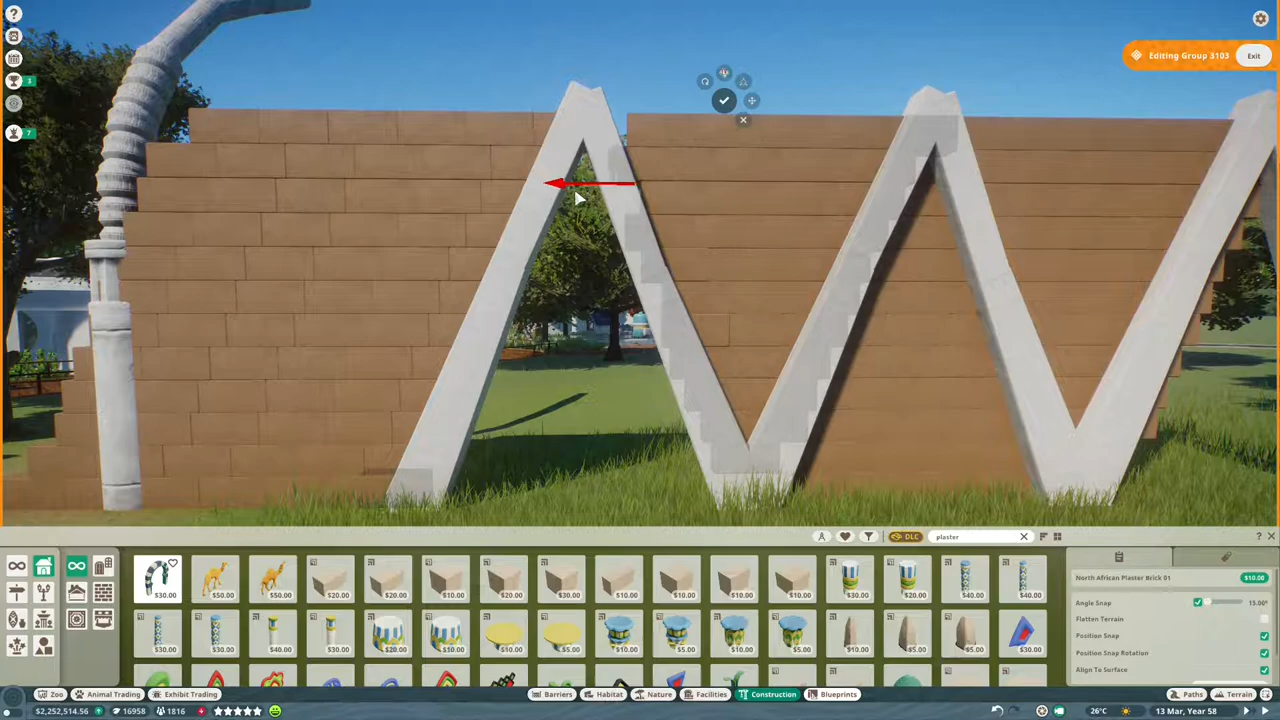 ?
Editing Group 3103
Exit
3
7
DLC
plaster
?
$30.00
$50.00
$50.00
$20.00
$20.00
$10.00
$20.00
$30.00
$10.00
$10.00
$10.00
$10.00
$30.00
$20.00
$40.00
$40.00
North African Plaster Brick 01
$10.00
Angle Snap
15.00°
Flatten Terrain
Position Snap
Position Snap Rotation
Align To Surface
$30.00
$30.00
$40.00
$30.00
$20.00
$10.00
$10.00
$5.00
$10.00
$5.00
$10.00
$5.00
$10.00
$5.00
$5.00
$30.00
Zoo
Animal Trading
Exhibit Trading
Barriers
Habitat
Nature
Facilities
Construction
Blueprints
Paths
Terrain
$2,252,514.56
16958
1816
26°C
13 Mar, Year 58